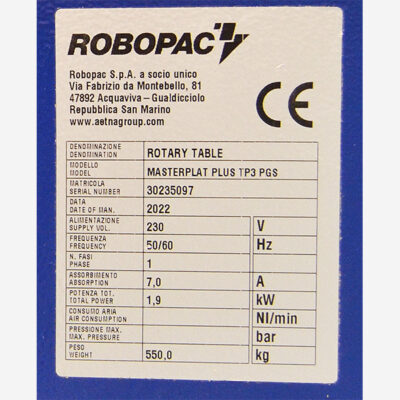 ROBOPAC
Robopac S.p.A. a socio unico
Via Fabrizio da Montebello, 81
47892 Acquaviva – Gualdicciolo
Repubblica San Marino
www.aetnagroup.com
CE
DENOMINAZIONE
DENOMINATION ROTARY TABLE
MODELLO
MODEL MASTERPLAT PLUS TP3 PGS
MATRICOLA
SERIAL NUMBER 30235097
DATA
DATE OF MAN. 2022
ALIMENTAZIONE
SUPPLY VOL. 230 V
FREQUENZA
FREQUENCY 50/60 Hz
N. FASI
PHASE 1
ASSORBIMENTO
ABSORPTION 7,0 A
POTENZA TOT.
TOTAL POWER 1,9 kW
CONSUMO ARIA
AIR CONSUMPTION Nl/min
PRESSIONE MAX.
MAX. PRESSURE bar
PESO
WEIGHT 550,0 kg